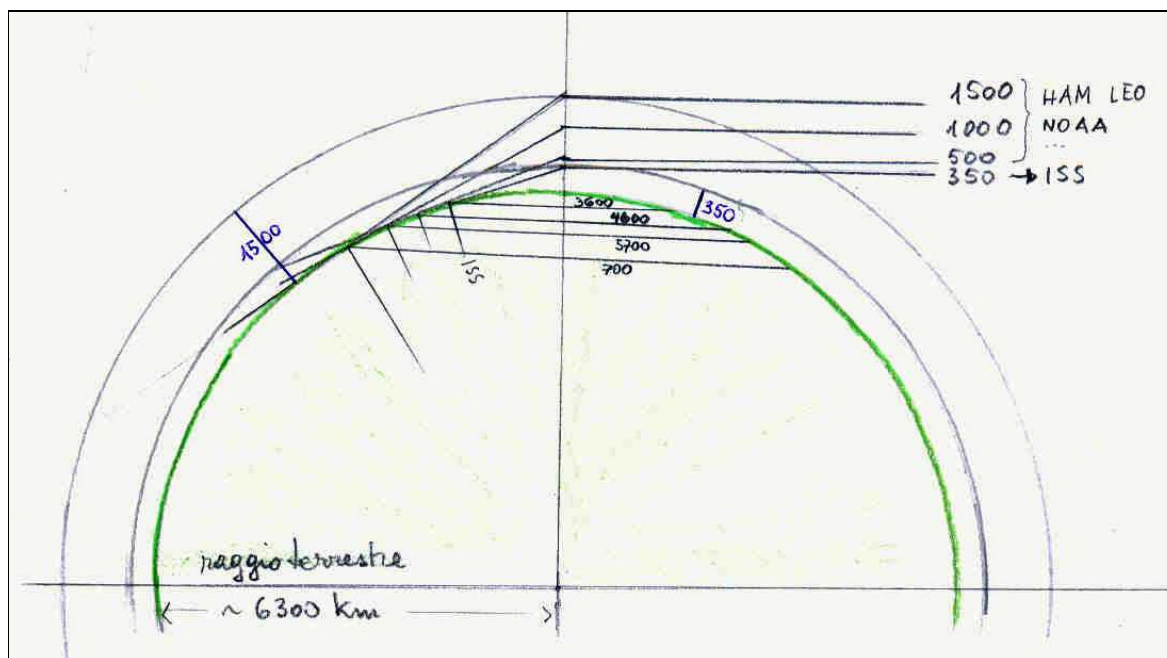 1500 HAM LEO
1000 NOAA
...
500
350 → ISS
3600
4600
5700
700
350
1500
ISS
raggio terrestre
~ 6300 km